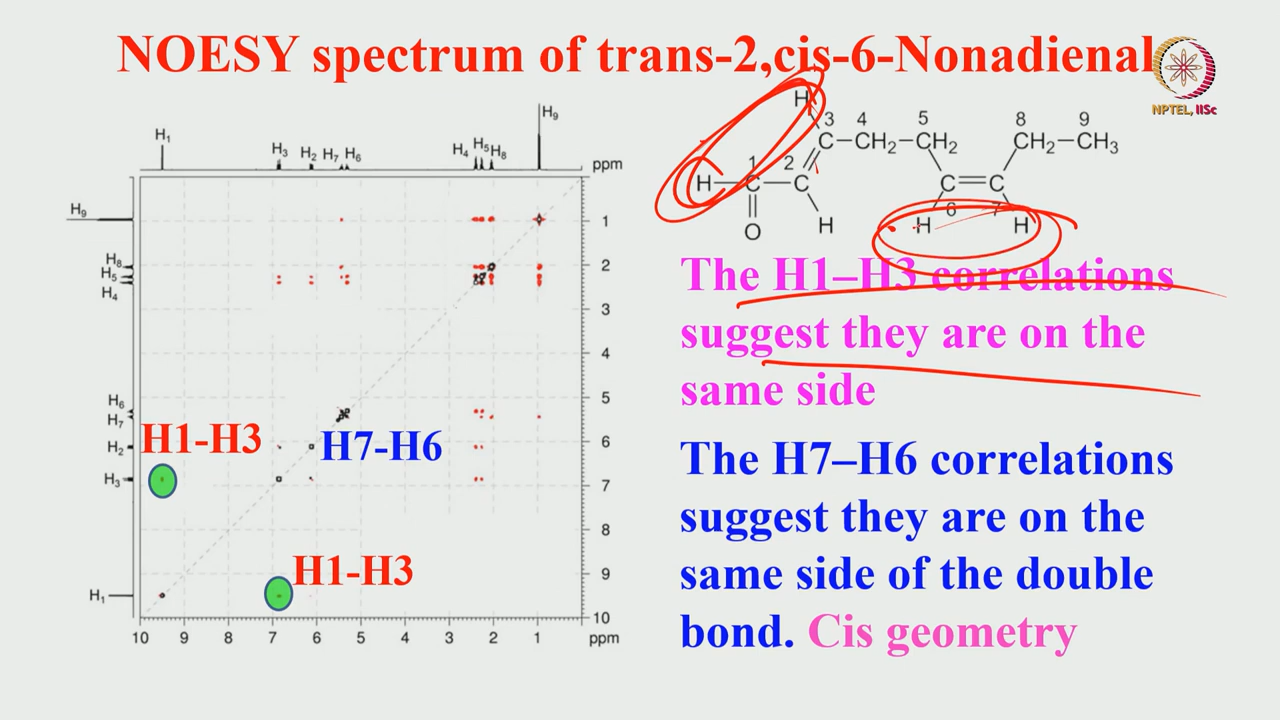 NOESY spectrum of trans-2,cis-6-Nonadienal
NPTEL, IISc
H₁
H₃
H₂
H₇
H₆
H₄
H₅
H₈
H₉
ppm
H₉
H₈
H₅
H₄
H₆
H₇
H₂
H₃
H₁
1
2
3
4
5
6
7
8
9
10
10 9 8 7 6 5 4 3 2 1 ppm
H1-H3
H7-H6
H1-H3
H
3 4 5 8 9
C–CH₂–CH₂ CH₂–CH₃
1 2
H–C–C C=C
6 7
O H H H
The H1–H3 correlations
suggest they are on the
same side
The H7–H6 correlations
suggest they are on the
same side of the double
bond. Cis geometry